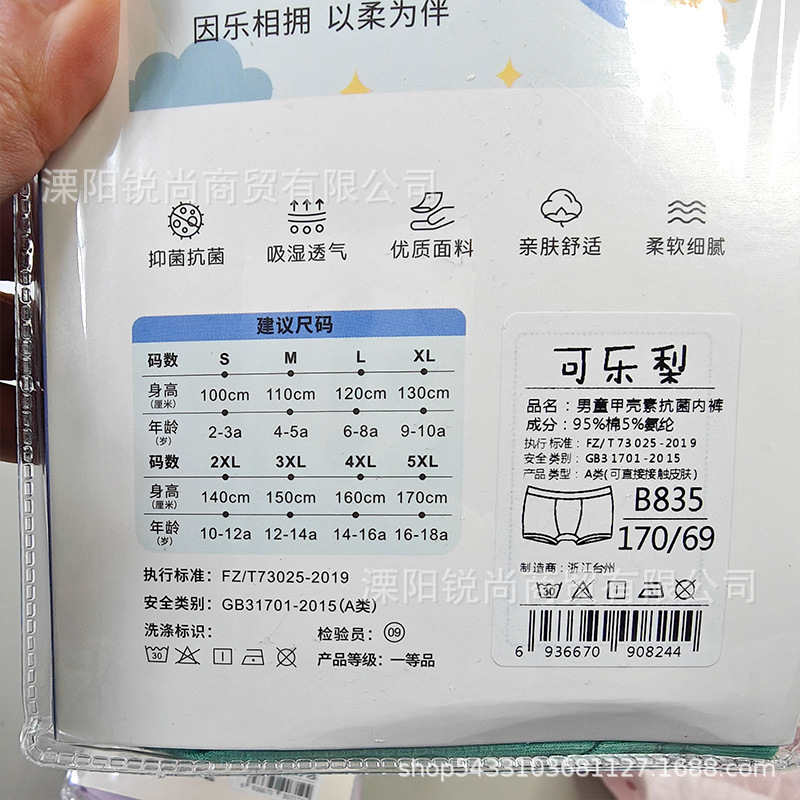 因乐相拥 以柔为伴
溧阳锐尚商贸有限公司
抑菌抗菌 吸湿透气 优质面料 亲肤舒适 柔软细腻
建议尺码
码数 S M L XL
身高(厘米) 100cm 110cm 120cm 130cm
年龄(岁) 2-3a 4-5a 6-8a 9-10a
码数 2XL 3XL 4XL 5XL
身高(厘米) 140cm 150cm 160cm 170cm
年龄(岁) 10-12a 12-14a 14-16a 16-18a
执行标准：FZ/T73025-2019
安全类别：GB31701-2015(A类)
洗涤标识： 检验员：09
30 产品等级：一等品
可乐梨
品名：男童甲壳素抗菌内裤
成分：95%棉5%氨纶
执行标准：FZ/T73025-2019
安全类别：GB31701-2015
产品类型：A类(可直接接触皮肤)
B835
170/69
制造商：浙江台州
30
溧阳锐尚商贸有限公司
6 936670 908244
shop5433103681127.1688.com